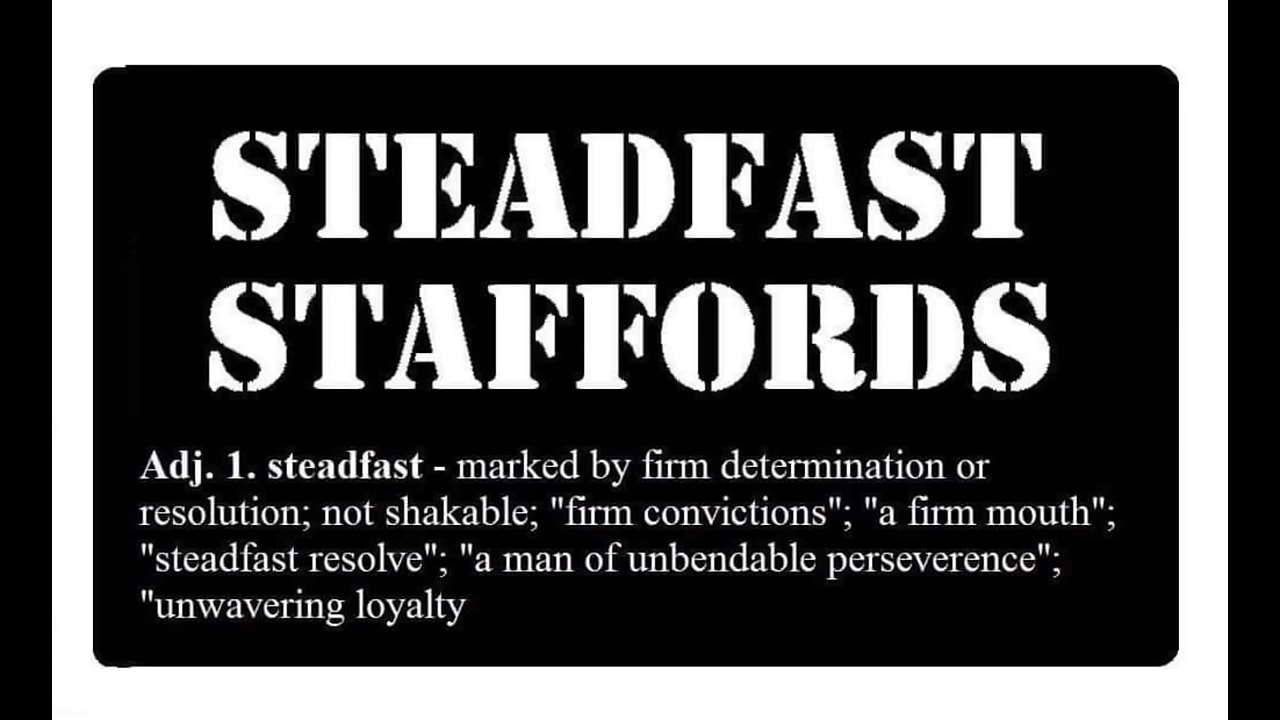 STEADFAST
STAFFORDS
Adj. 1. steadfast - marked by firm determination or
resolution; not shakable; "firm convictions"; "a firm mouth";
"steadfast resolve"; "a man of unbendable perseverence";
"unwavering loyalty